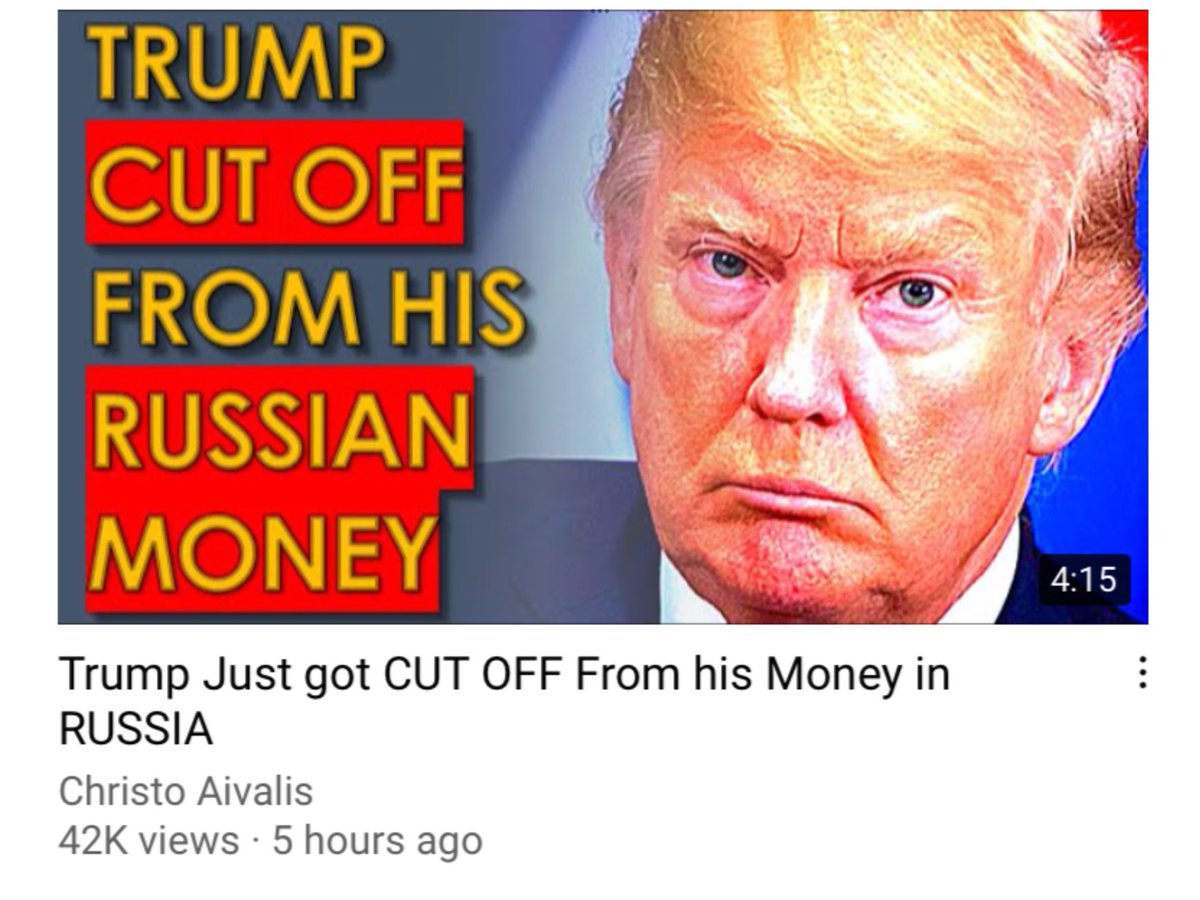 TRUMP
CUT OFF
FROM HIS
RUSSIAN
MONEY
4:15
Trump Just got CUT OFF From his Money in
RUSSIA
Christo Aivalis
42K views · 5 hours ago